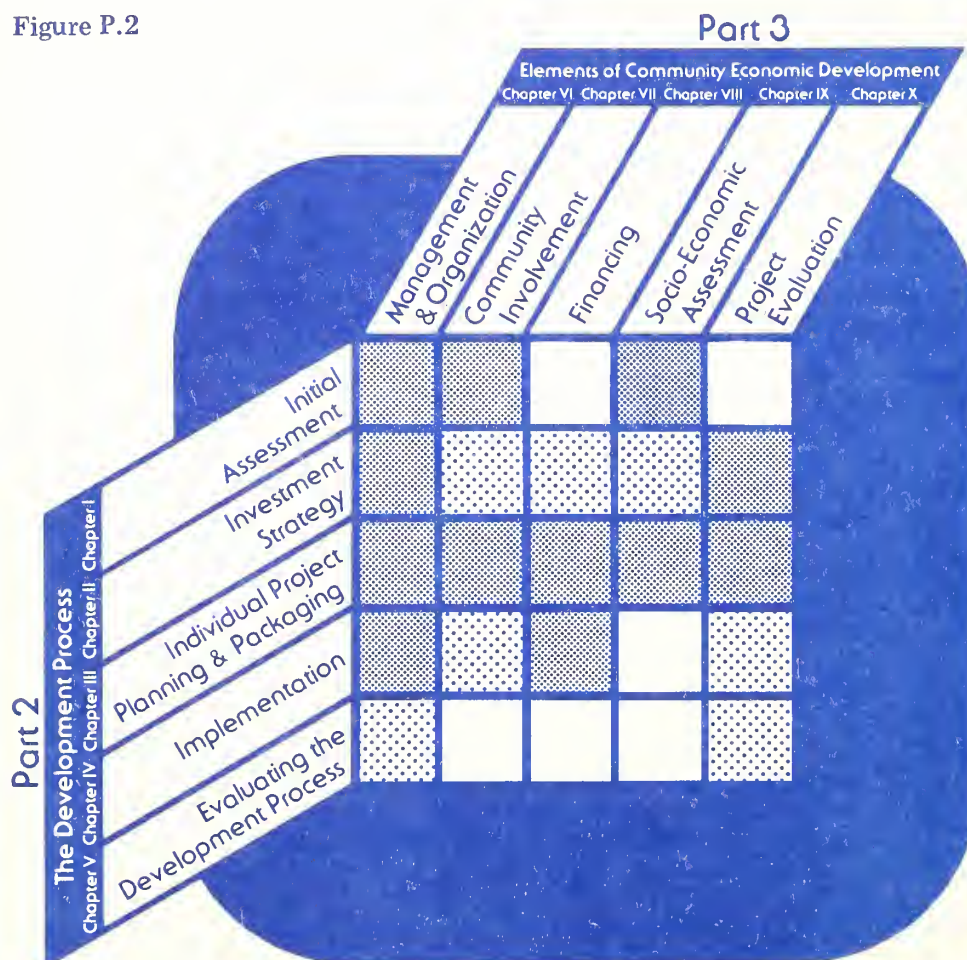 Figure P.2
Part 3
Elements of Community Economic Development
Chapter VI Chapter VII Chapter VIII Chapter IX Chapter X
Management
& Organization
Community
Involvement
Financing
Socio-Economic
Assessment
Project
Evaluation
Part 2
The Development Process
Chapter I
Chapter II
Chapter III
Chapter IV
Chapter V
Initial
Assessment
Investment
Strategy
Individual Project
Planning & Packaging
Implementation
Evaluating the
Development Process